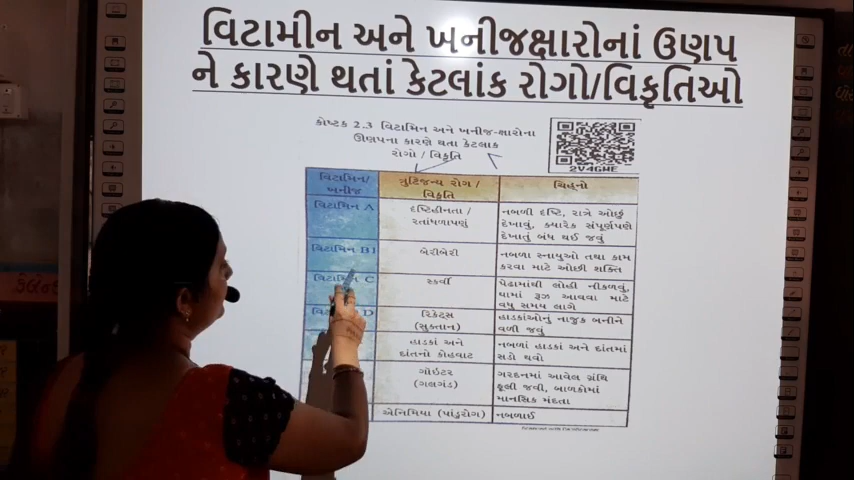 વિટામીન અને ખનીજક્ષારોનાં ઉણપ
ને કારણે થતાં કેટલાંક રોગો/વિકૃતિઓ
કોષ્ટક 2.3 વિટામિન અને ખનીજ-ક્ષારોના
ઊણપના કારણે થતા કેટલાક
રોગો / વિકૃતિ
2V4GWE
વિટામિન/
ખનીજ
ત્રુટિજન્ય રોગ /
વિકૃતિ
ચિહ્નો
વિટામિન A
દૃષ્ટિહીનતા /
રતાંધળાપણું
નબળી દૃષ્ટિ, રાત્રે ઓછું
દેખાવું, ક્યારેક સંપૂર્ણપણે
દેખાતું બંધ થઈ જવું
વિટામિન B1
બેરીબેરી
નબળા સ્નાયુઓ તથા કામ
કરવા માટે ઓછી શક્તિ
વિટામિન C
સ્કર્વી
પેઢામાંથી લોહી નીકળવું,
ઘામાં રૂઝ આવવા માટે
વધુ સમય લાગે
D
રિકેટ્સ
(સુક્તાન)
હાડકાંઓનું નાજુક બનીને
વળી જવું
હાડકાં અને
દાંતનો કોહવાટ
નબળાં હાડકાં અને દાંતમાં
સડો થવો
ગોઇટર
(ગલગંડ)
ગરદનમાં આવેલ ગ્રંથિ
ફૂલી જવી, બાળકોમાં
માનસિક મંદતા
એનિમિયા (પાંડુરોગ)
નબળાઈ